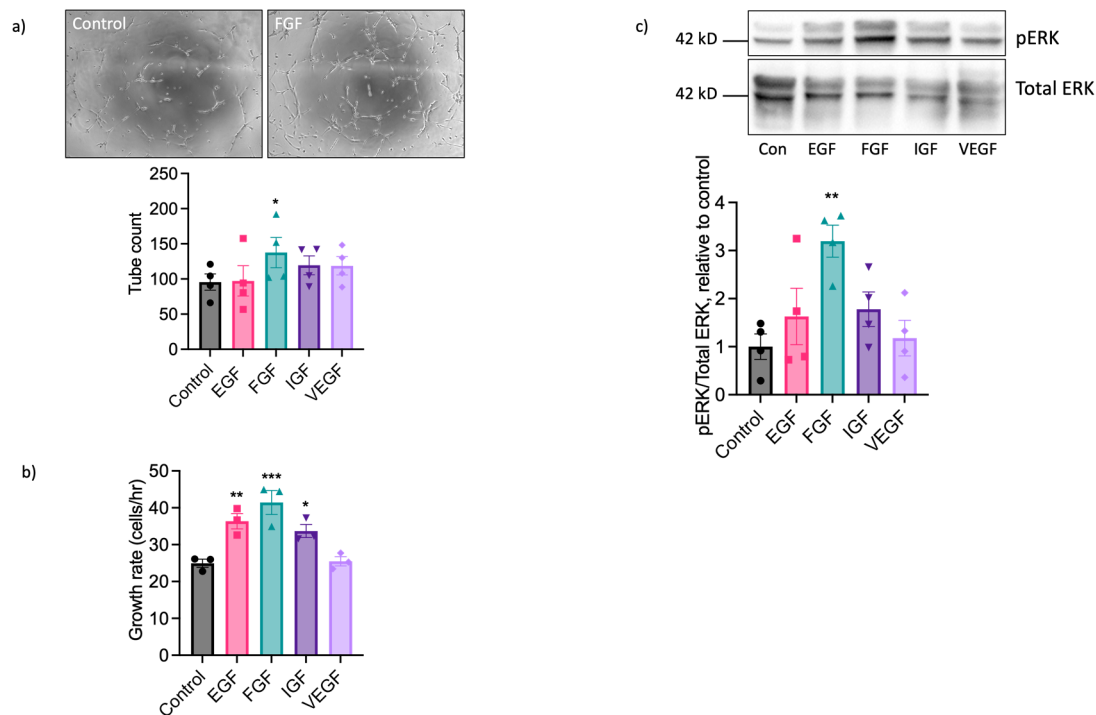 a)
Control
FGF
Tube count
250
200
150
100
50
0
*
Control
EGF
FGF
IGF
VEGF
b)
Growth rate (cells/hr)
50
40
30
20
10
0
**
***
*
Control
EGF
FGF
IGF
VEGF
c)
42 kD
pERK
42 kD
Total ERK
Con EGF FGF IGF VEGF
pERK/Total ERK, relative to control
4
3
2
1
0
**
Control
EGF
FGF
IGF
VEGF